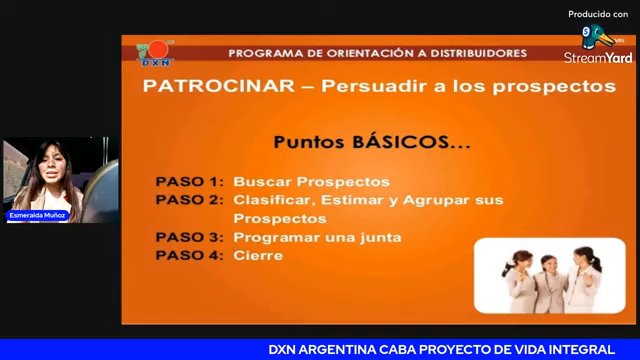 Producido con
StreamYard
DXN
PROGRAMA DE ORIENTACIÓN A DISTRIBUIDORES
PATROCINAR – Persuadir a los prospectos
Puntos BÁSICOS...
PASO 1: Buscar Prospectos
PASO 2: Clasificar, Estimar y Agrupar sus
Prospectos
PASO 3: Programar una junta
PASO 4: Cierre
Esmeralda Muñoz
DXN ARGENTINA CABA PROYECTO DE VIDA INTEGRAL